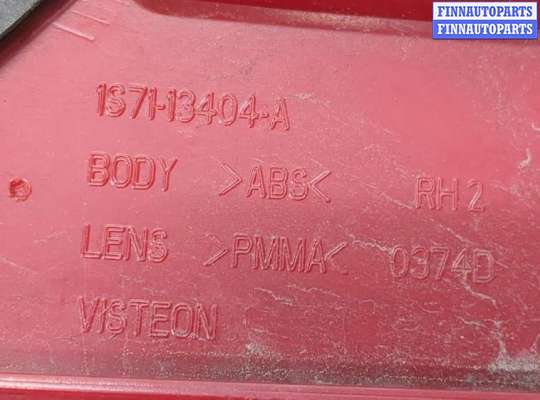 FINNAUTOPARTS
FINNAUTOPARTS
1S71-13404-A
BODY >ABS< RH 2
LENS >PMMA< 0374D
VISTEON